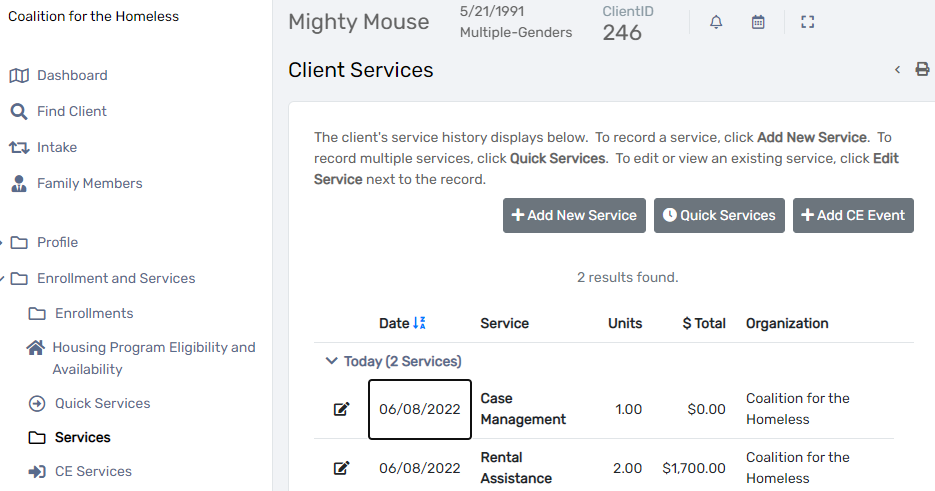 Coalition for the Homeless
Mighty Mouse
5/21/1991
Multiple-Genders
ClientID
246
Dashboard
Find Client
Intake
Family Members
Profile
Enrollment and Services
Enrollments
Housing Program Eligibility and
Availability
Quick Services
Services
CE Services
Client Services
The client's service history displays below. To record a service, click Add New Service. To
record multiple services, click Quick Services. To edit or view an existing service, click Edit
Service next to the record.
Add New Service
Quick Services
Add CE Event
2 results found.
Date Service Units $ Total Organization
Today (2 Services)
06/08/2022 Case Management 1.00 $0.00 Coalition for the Homeless
06/08/2022 Rental Assistance 2.00 $1,700.00 Coalition for the Homeless